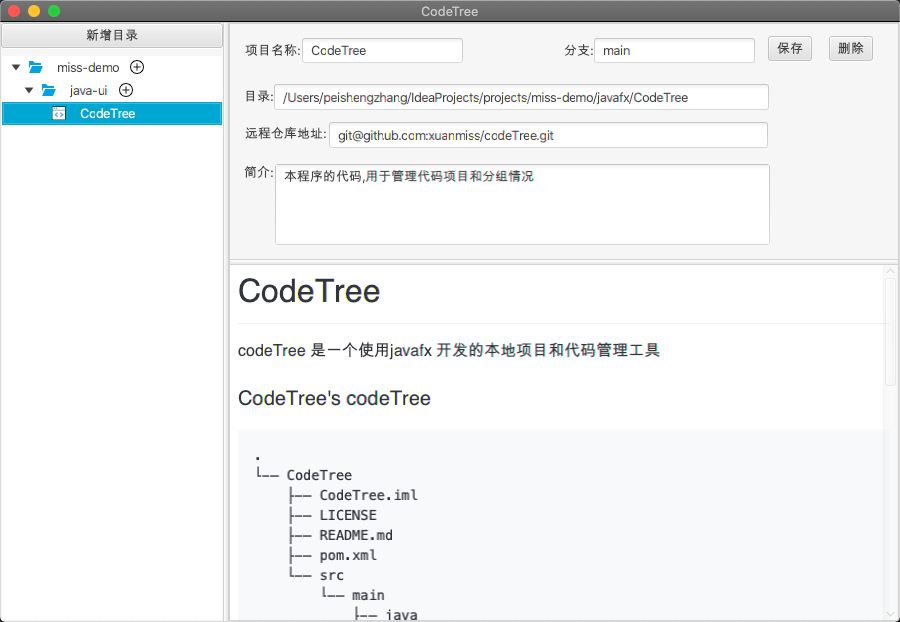 CodeTree
新增目录
miss-demo
java-ui
CodeTree
项目名称: CodeTree 分支: main 保存 删除
目录: /Users/peishengzhang/IdeaProjects/projects/miss-demo/javafx/CodeTree
远程仓库地址: git@github.com:xuanmiss/codeTree.git
简介: 本程序的代码,用于管理代码项目和分组情况
CodeTree
codeTree 是一个使用javafx 开发的本地项目和代码管理工具
CodeTree's codeTree
.
└── CodeTree
├── CodeTree.iml
├── LICENSE
├── README.md
├── pom.xml
└── src
└── main
├── java